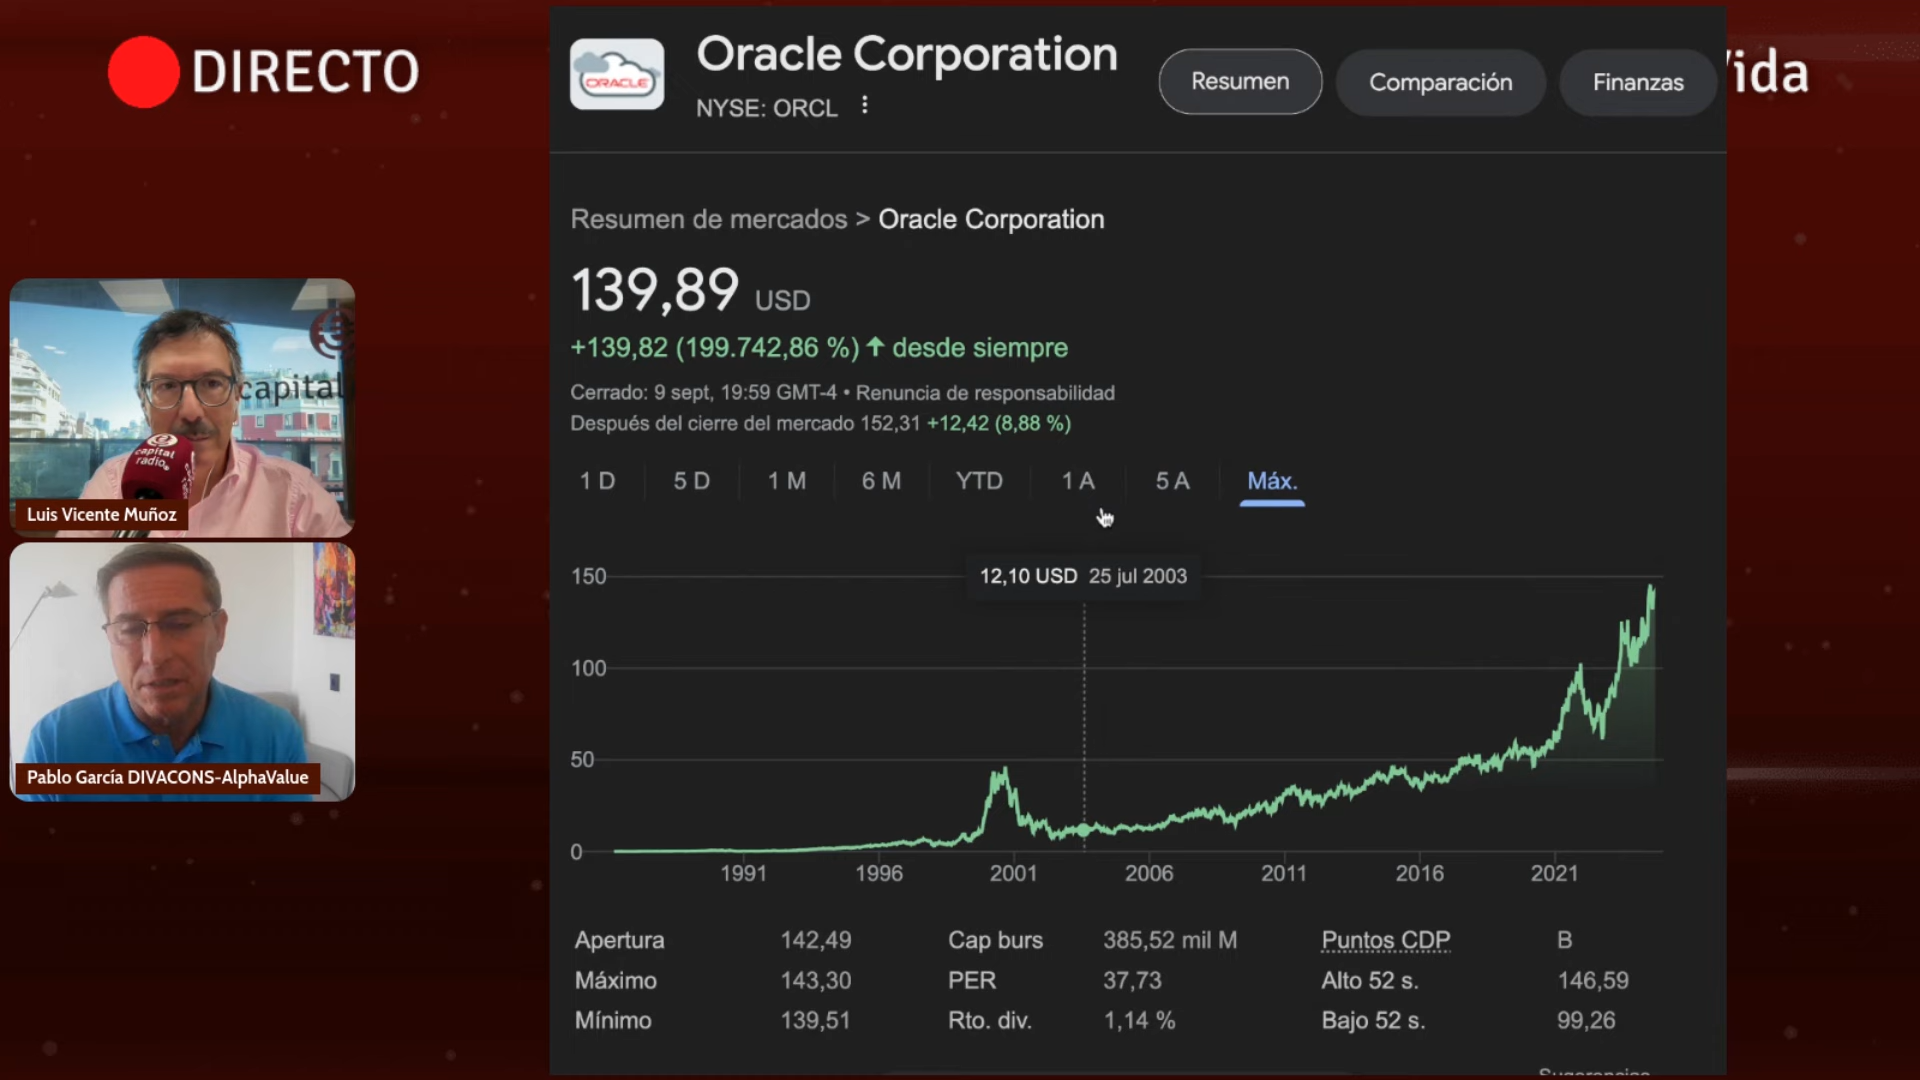 DIRECTO
Vida
ORACLE
Oracle Corporation
NYSE: ORCL
Resumen
Comparación
Finanzas
Resumen de mercados > Oracle Corporation
139,89 USD
+139,82 (199.742,86 %) ↑ desde siempre
Cerrado: 9 sept, 19:59 GMT-4 • Renuncia de responsabilidad
Después del cierre del mercado 152,31 +12,42 (8,88 %)
1 D 5 D 1 M 6 M YTD 1 A 5 A Máx.
12,10 USD 25 jul 2003
150
100
50
0
1991 1996 2001 2006 2011 2016 2021
Apertura 142,49 Cap burs 385,52 mil M Puntos CDP B
Máximo 143,30 PER 37,73 Alto 52 s. 146,59
Mínimo 139,51 Rto. div. 1,14 % Bajo 52 s. 99,26
capital
capital
radio
Luis Vicente Muñoz
Pablo García DIVACONS-AlphaValue